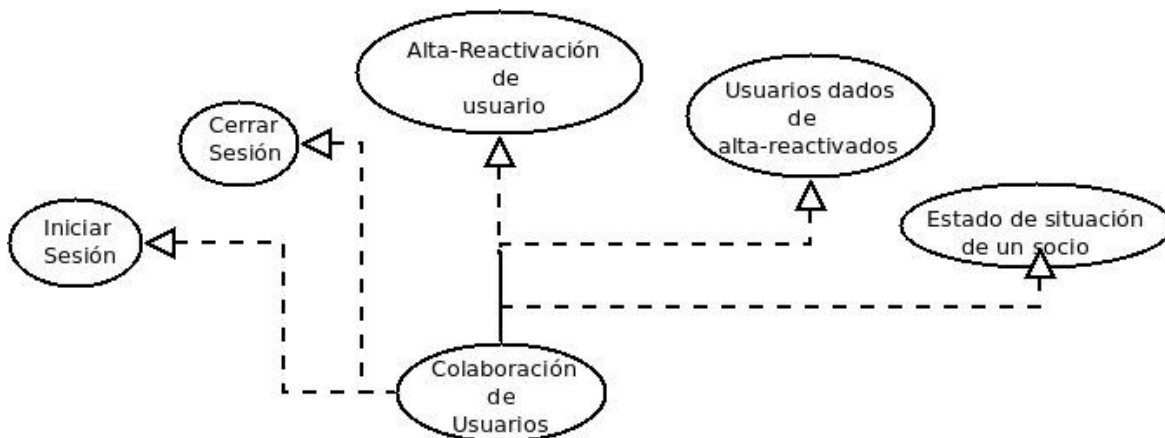 Alta-Reactivación
de
usuario
Usuarios dados
de
alta-reactivados
Cerrar
Sesión
Iniciar
Sesión
Estado de situación
de un socio
Colaboración
de
Usuarios